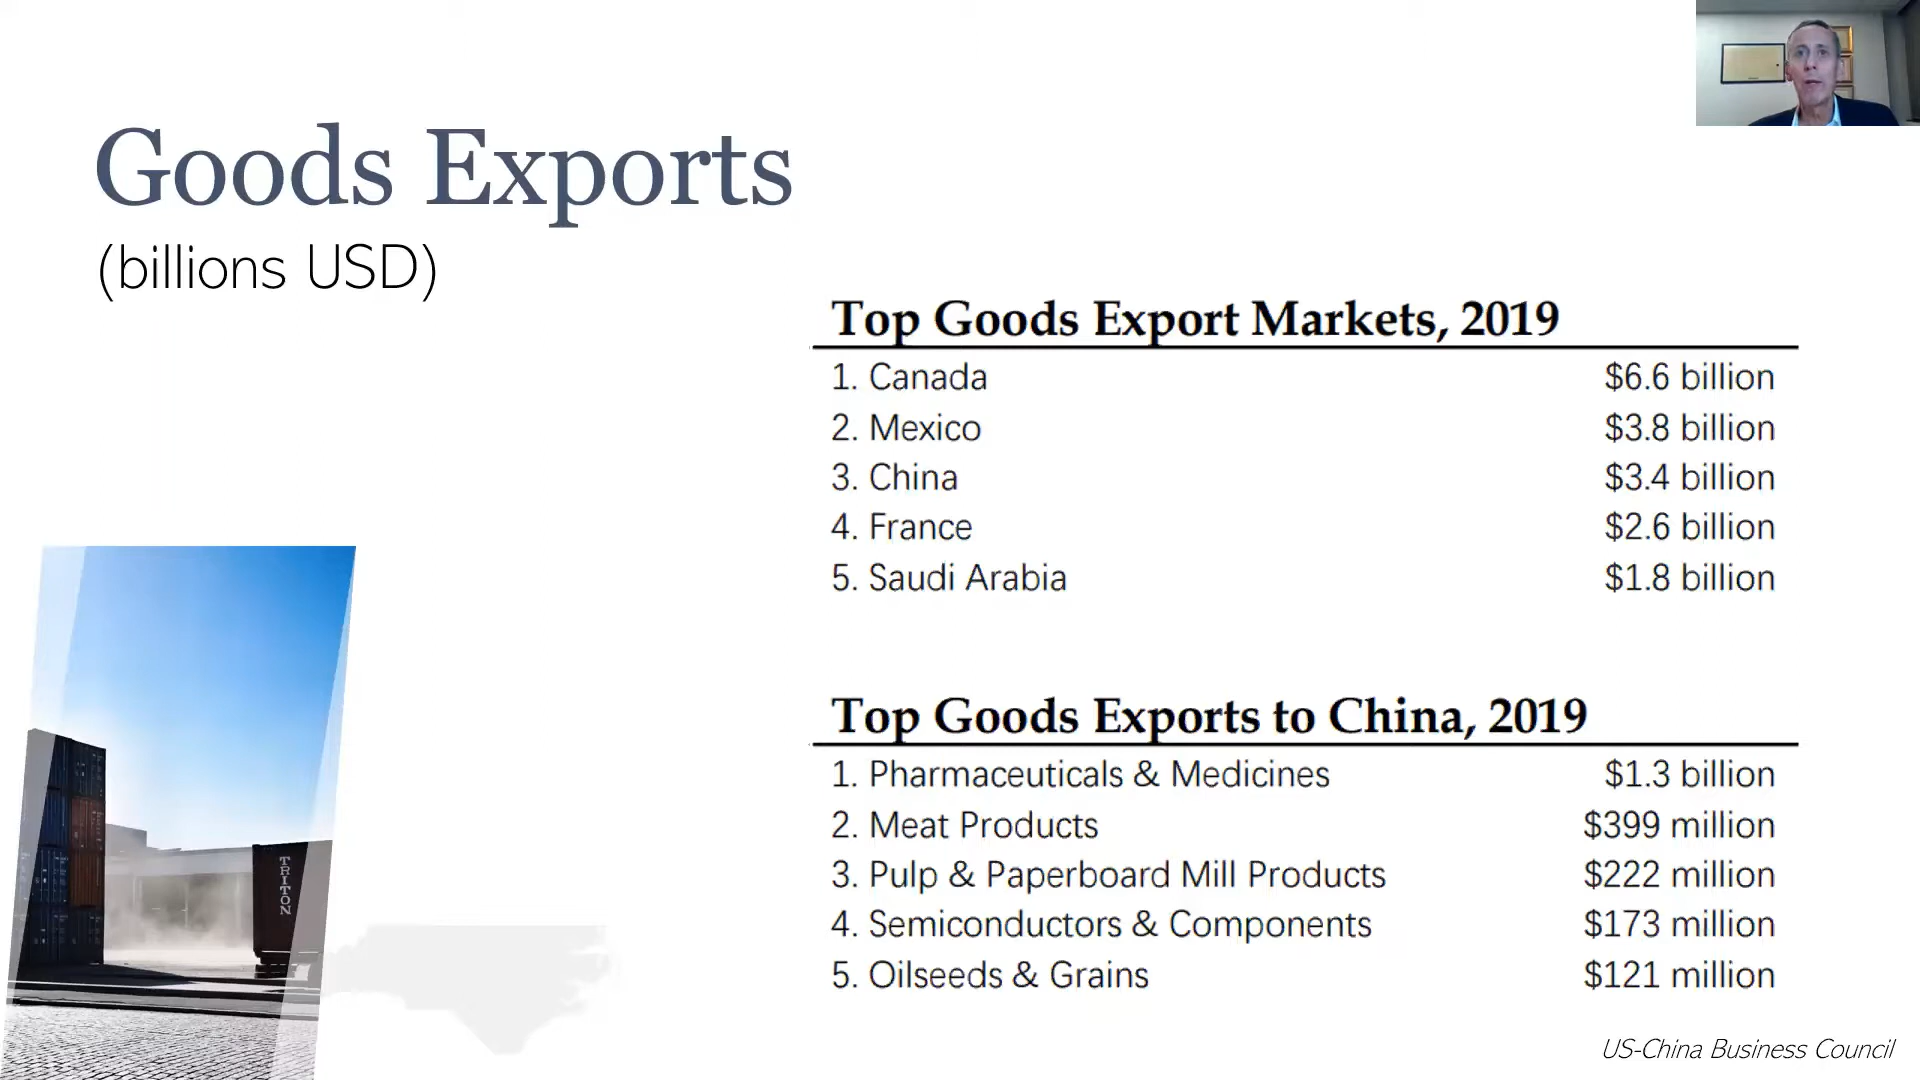 Goods Exports
(billions USD)
Top Goods Export Markets, 2019
1. Canada $6.6 billion
2. Mexico $3.8 billion
3. China $3.4 billion
4. France $2.6 billion
5. Saudi Arabia $1.8 billion
Top Goods Exports to China, 2019
1. Pharmaceuticals & Medicines $1.3 billion
2. Meat Products $399 million
3. Pulp & Paperboard Mill Products $222 million
4. Semiconductors & Components $173 million
5. Oilseeds & Grains $121 million
TRITON
US-China Business Council